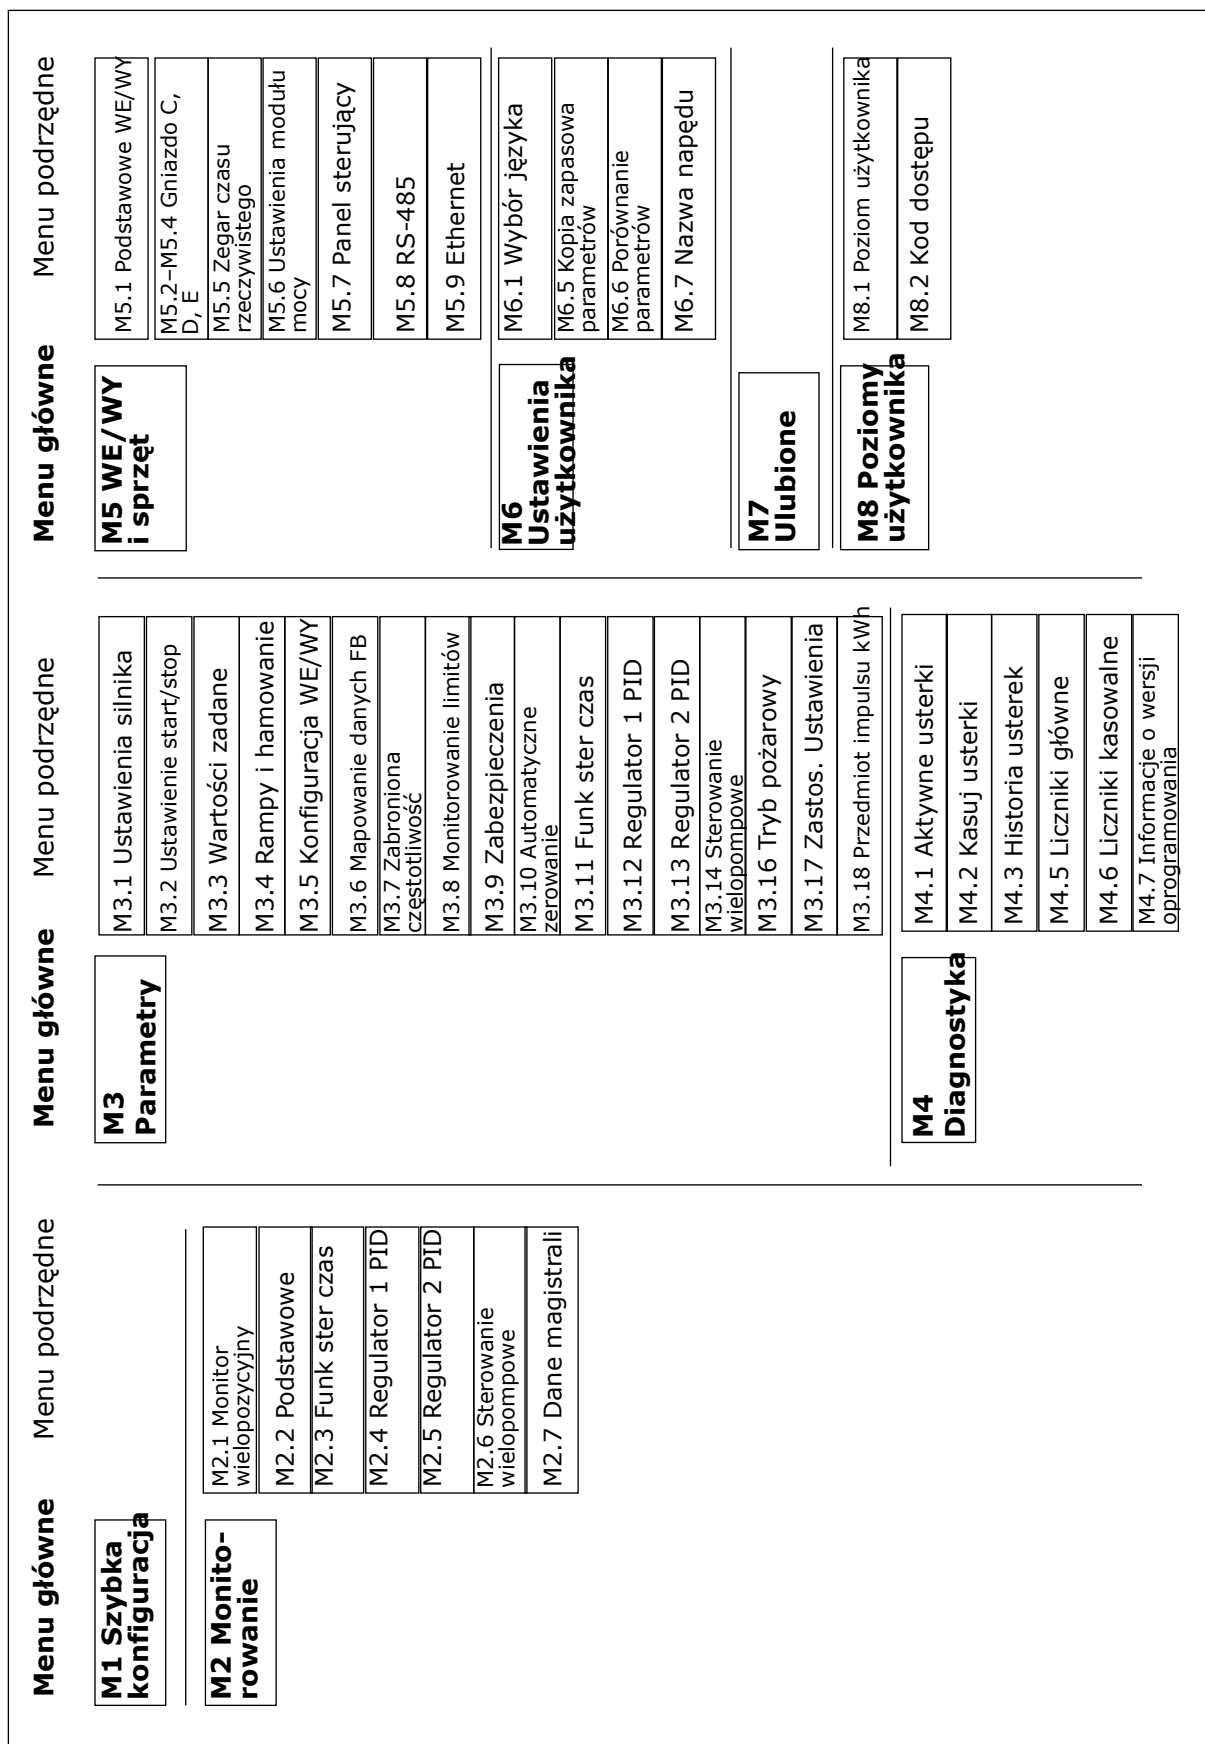 Menu główne
Menu podrzędne
M1 Szybka
konfiguracja
M2 Monito-
rowanie
M2.1 Monitor
wielopozycyjny
M2.2 Podstawowe
M2.3 Funk ster czas
M2.4 Regulator 1 PID
M2.5 Regulator 2 PID
M2.6 Sterowanie
wielopompowe
M2.7 Dane magistrali
Menu główne
Menu podrzędne
M3
Parametry
M3.1 Ustawienia silnika
M3.2 Ustawienie start/stop
M3.3 Wartości zadane
M3.4 Rampy i hamowanie
M3.5 Konfiguracja WE/WY
M3.6 Mapowanie danych FB
M3.7 Zabroniona
częstotliwość
M3.8 Monitorowanie limitów
M3.9 Zabezpieczenia
M3.10 Automatyczne
zerowanie
M3.11 Funk ster czas
M3.12 Regulator 1 PID
M3.13 Regulator 2 PID
M3.14 Sterowanie
wielopompowe
M3.16 Tryb pożarowy
M3.17 Zastos. Ustawienia
M3.18 Przedmiot impulsu kWh
M4
Diagnostyka
M4.1 Aktywne usterki
M4.2 Kasuj usterki
M4.3 Historia usterek
M4.5 Liczniki główne
M4.6 Liczniki kasowalne
M4.7 Informacje o wersji
oprogramowania
Menu główne
Menu podrzędne
M5 WE/WY
i sprzęt
M5.1 Podstawowe WE/WY
M5.2–M5.4 Gniazdo C,
D, E
M5.5 Zegar czasu
rzeczywistego
M5.6 Ustawienia modułu
mocy
M5.7 Panel sterujący
M5.8 RS-485
M5.9 Ethernet
M6
Ustawienia
użytkownika
M6.1 Wybór języka
M6.5 Kopia zapasowa
parametrów
M6.6 Porównanie
parametrów
M6.7 Nazwa napędu
M7
Ulubione
M8 Poziomy
użytkownika
M8.1 Poziom użytkownika
M8.2 Kod dostępu